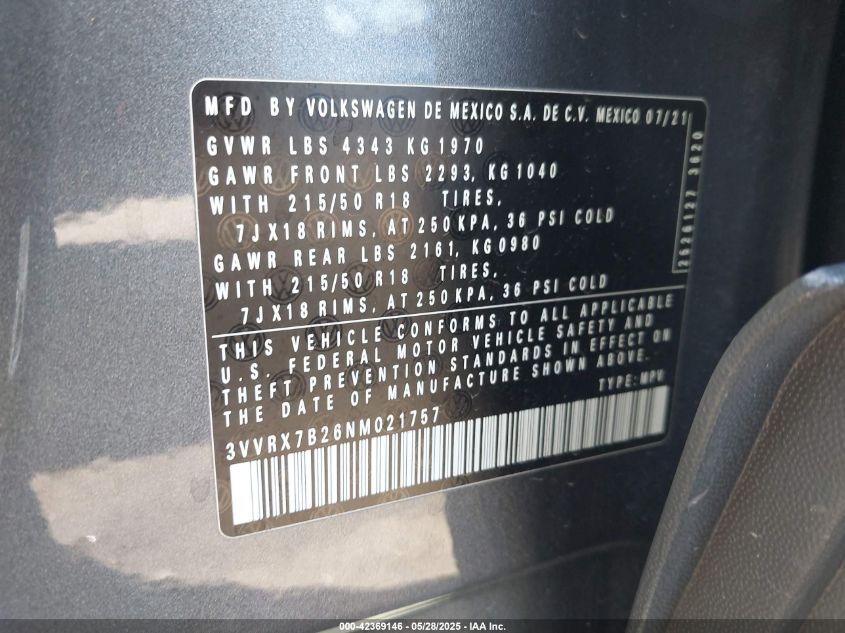 MFD BY VOLKSWAGEN DE MEXICO S.A. DE C.V. MEXICO 07/21
GVWR LBS 4343 KG 1970
GAWR FRONT LBS 2293, KG 1040
WITH 215/50 R18 TIRES,
7JX18 RIMS, AT 250KPA, 36 PSI COLD
GAWR REAR LBS 2161, KG 0980
WITH 215/50 R18 TIRES,
7JX18 RIMS, AT 250KPA, 36 PSI COLD
2626127 3620
THIS VEHICLE CONFORMS TO ALL APPLICABLE
U.S. FEDERAL MOTOR VEHICLE SAFETY AND
THEFT PREVENTION STANDARDS IN EFFECT ON
THE DATE OF MANUFACTURE SHOWN ABOVE.
TYPE: MPV
3VVRX7B26NM021757
000-42369146 - 05/28/2025 - IAA Inc.